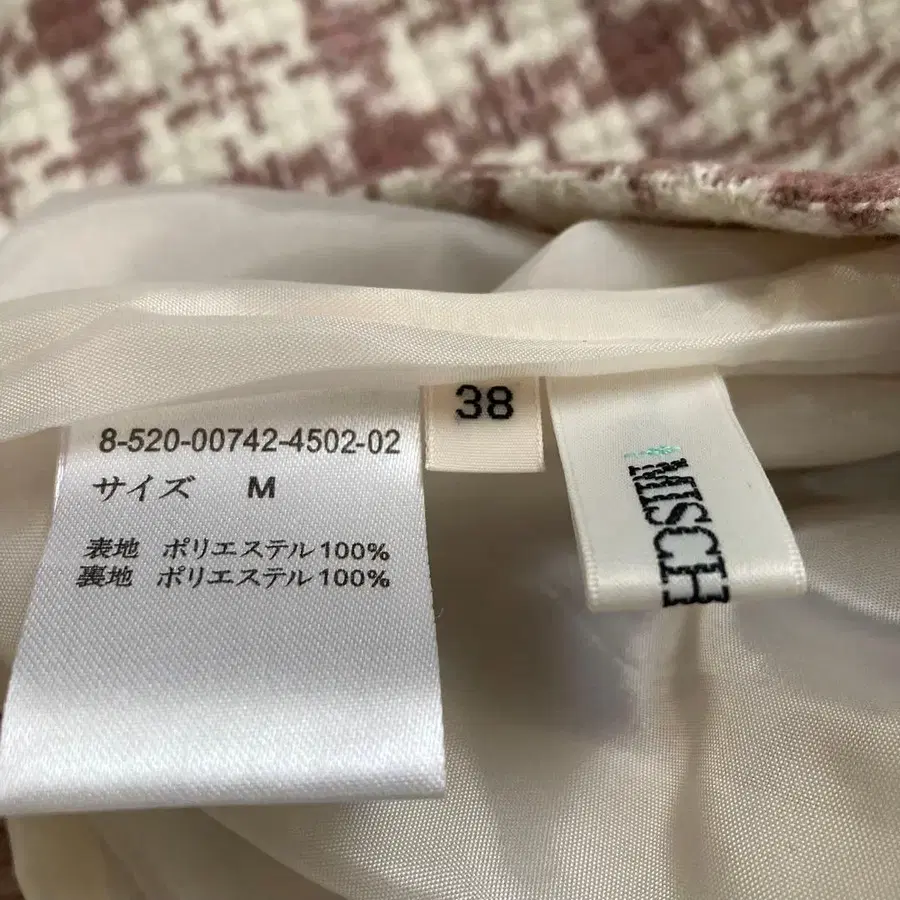 8-520-00742-4502-02
サイズ M
表地 ポリエステル100%
裏地 ポリエステル100%
38
MISCH